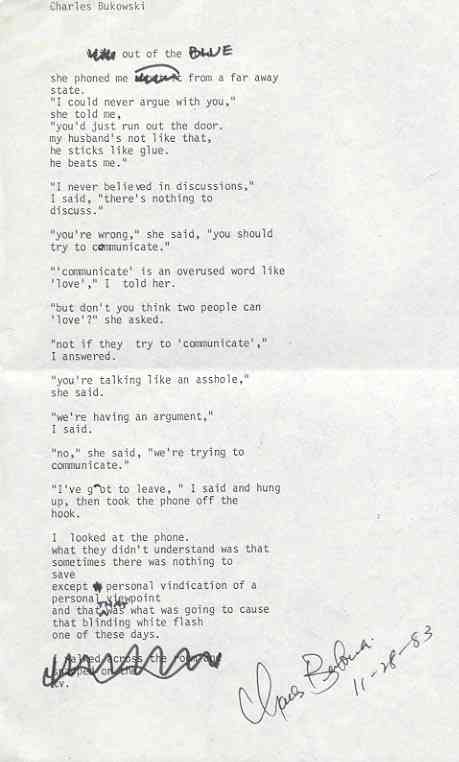 Charles Bukowski
out of the BLUE
she phoned me from a far away
state.
"I could never argue with you,"
she told me,
"you'd just run out the door.
my husband's not like that,
he sticks like glue.
he beats me."
"I never believed in discussions,"
I said, "there's nothing to
discuss."
"you're wrong," she said, "you should
try to communicate."
"'communicate' is an overused word like
'love'," I told her.
"but don't you think two people can
'love'?" she asked.
"not if they try to 'communicate',"
I answered.
"you're talking like an asshole,"
she said.
"we're having an argument,"
I said.
"no," she said, "we're trying to
communicate."
"I've got to leave, " I said and hung
up, then took the phone off the
hook.
I looked at the phone.
what they didn't understand was that
sometimes there was nothing to
save
except personal vindication of a
personal viewpoint
and that THAT was what was going to cause
that blinding white flash
one of these days.
across the
on the
t.v.
Charles Bukowski
11-28-83